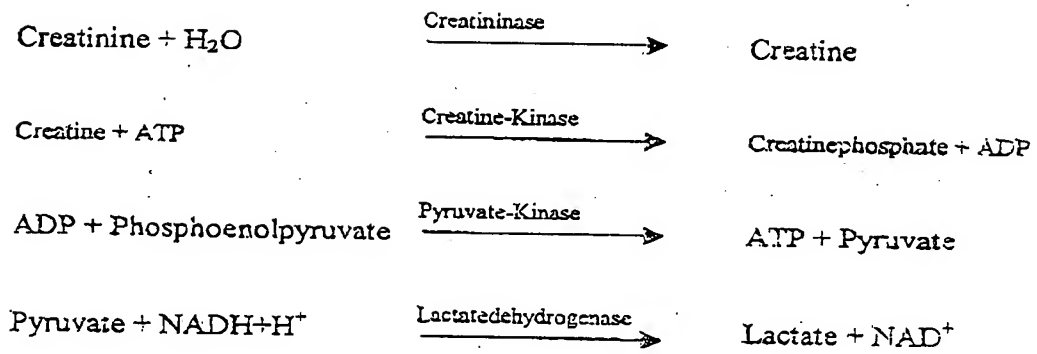 Creatininase
Creatinine + H₂O
Creatine
Creatine-Kinase
Creatine + ATP
Creatinephosphate + ADP
Pyruvate-Kinase
ADP + Phosphoenolpyruvate
ATP + Pyruvate
Lactatedehydrogenase
Pyruvate + NADH+H⁺
Lactate + NAD⁺